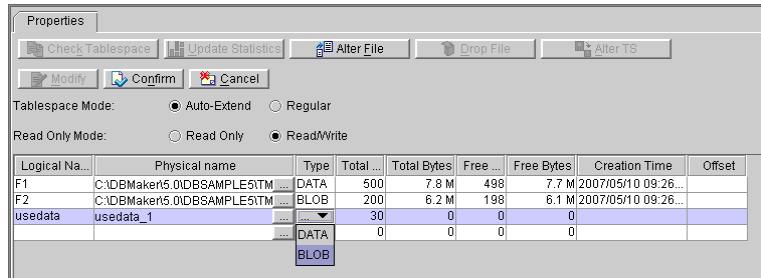 Properties
Check Tablespace Update Statistics Alter File Drop File Alter TS
Modify Confirm Cancel
Tablespace Mode: Auto-Extend Regular
Read Only Mode: Read Only Read/Write
Logical Na... Physical name Type Total ... Total Bytes Free ... Free Bytes Creation Time Offset
F1 C:\DBMaker\5.0\DBSAMPLE5\TM ... DATA 500 7.8 M 498 7.7 M 2007/05/10 09:26...
F2 C:\DBMaker\5.0\DBSAMPLE5\TM ... BLOB 200 6.2 M 198 6.1 M 2007/05/10 09:26...
usedata usedata_1 ... ... 30 0 0 0
... DATA 0 0 0
BLOB